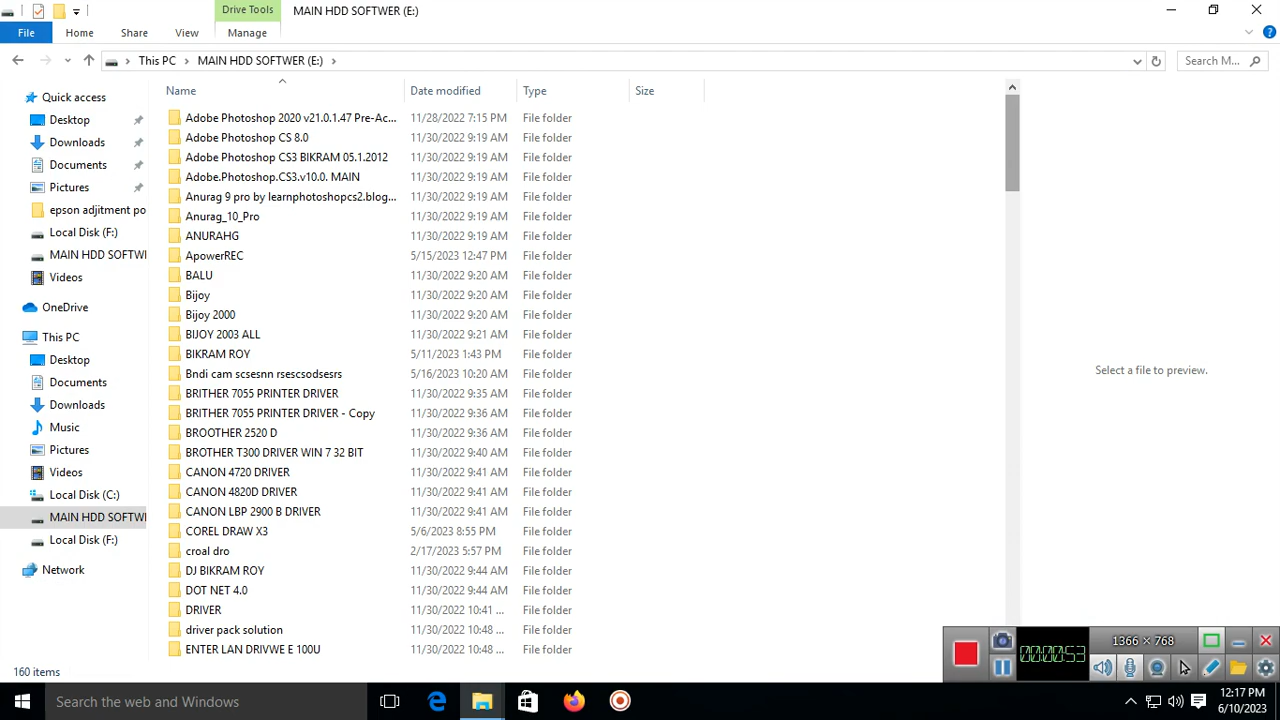 Drive Tools
MAIN HDD SOFTWER (E:)
File
Home
Share
View
Manage
This PC
MAIN HDD SOFTWER (E:)
Search M...
Name
Date modified
Type
Size
Quick access
Desktop
Downloads
Documents
Pictures
epson adjitment po
Local Disk (F:)
MAIN HDD SOFTWI
Videos
OneDrive
This PC
Desktop
Documents
Downloads
Music
Pictures
Videos
Local Disk (C:)
MAIN HDD SOFTWI
Local Disk (F:)
Network
Adobe Photoshop 2020 v21.0.1.47 Pre-Ac... 11/28/2022 7:15 PM File folder
Adobe Photoshop CS 8.0 11/30/2022 9:19 AM File folder
Adobe Photoshop CS3 BIKRAM 05.1.2012 11/30/2022 9:19 AM File folder
Adobe.Photoshop.CS3.v10.0. MAIN 11/30/2022 9:19 AM File folder
Anurag 9 pro by learnphotoshopcs2.blog... 11/30/2022 9:19 AM File folder
Anurag_10_Pro 11/30/2022 9:19 AM File folder
ANURAHG 11/30/2022 9:19 AM File folder
ApowerREC 5/15/2023 12:47 PM File folder
BALU 11/30/2022 9:20 AM File folder
Bijoy 11/30/2022 9:20 AM File folder
Bijoy 2000 11/30/2022 9:20 AM File folder
BIJOY 2003 ALL 11/30/2022 9:21 AM File folder
BIKRAM ROY 5/11/2023 1:43 PM File folder
Bndi cam scsesnn rsescsodsesrs 5/16/2023 10:20 AM File folder
BRITHER 7055 PRINTER DRIVER 11/30/2022 9:35 AM File folder
BRITHER 7055 PRINTER DRIVER - Copy 11/30/2022 9:36 AM File folder
BROOTHER 2520 D 11/30/2022 9:36 AM File folder
BROTHER T300 DRIVER WIN 7 32 BIT 11/30/2022 9:40 AM File folder
CANON 4720 DRIVER 11/30/2022 9:41 AM File folder
CANON 4820D DRIVER 11/30/2022 9:41 AM File folder
CANON LBP 2900 B DRIVER 11/30/2022 9:41 AM File folder
COREL DRAW X3 5/6/2023 8:55 PM File folder
croal dro 2/17/2023 5:57 PM File folder
DJ BIKRAM ROY 11/30/2022 9:44 AM File folder
DOT NET 4.0 11/30/2022 9:44 AM File folder
DRIVER 11/30/2022 10:41 ... File folder
driver pack solution 11/30/2022 10:48 ... File folder
ENTER LAN DRIVWE E 100U 11/30/2022 10:48 ... File folder
Select a file to preview.
1366 × 768
00:00:53
160 items
Search the web and Windows
12:17 PM
6/10/2023